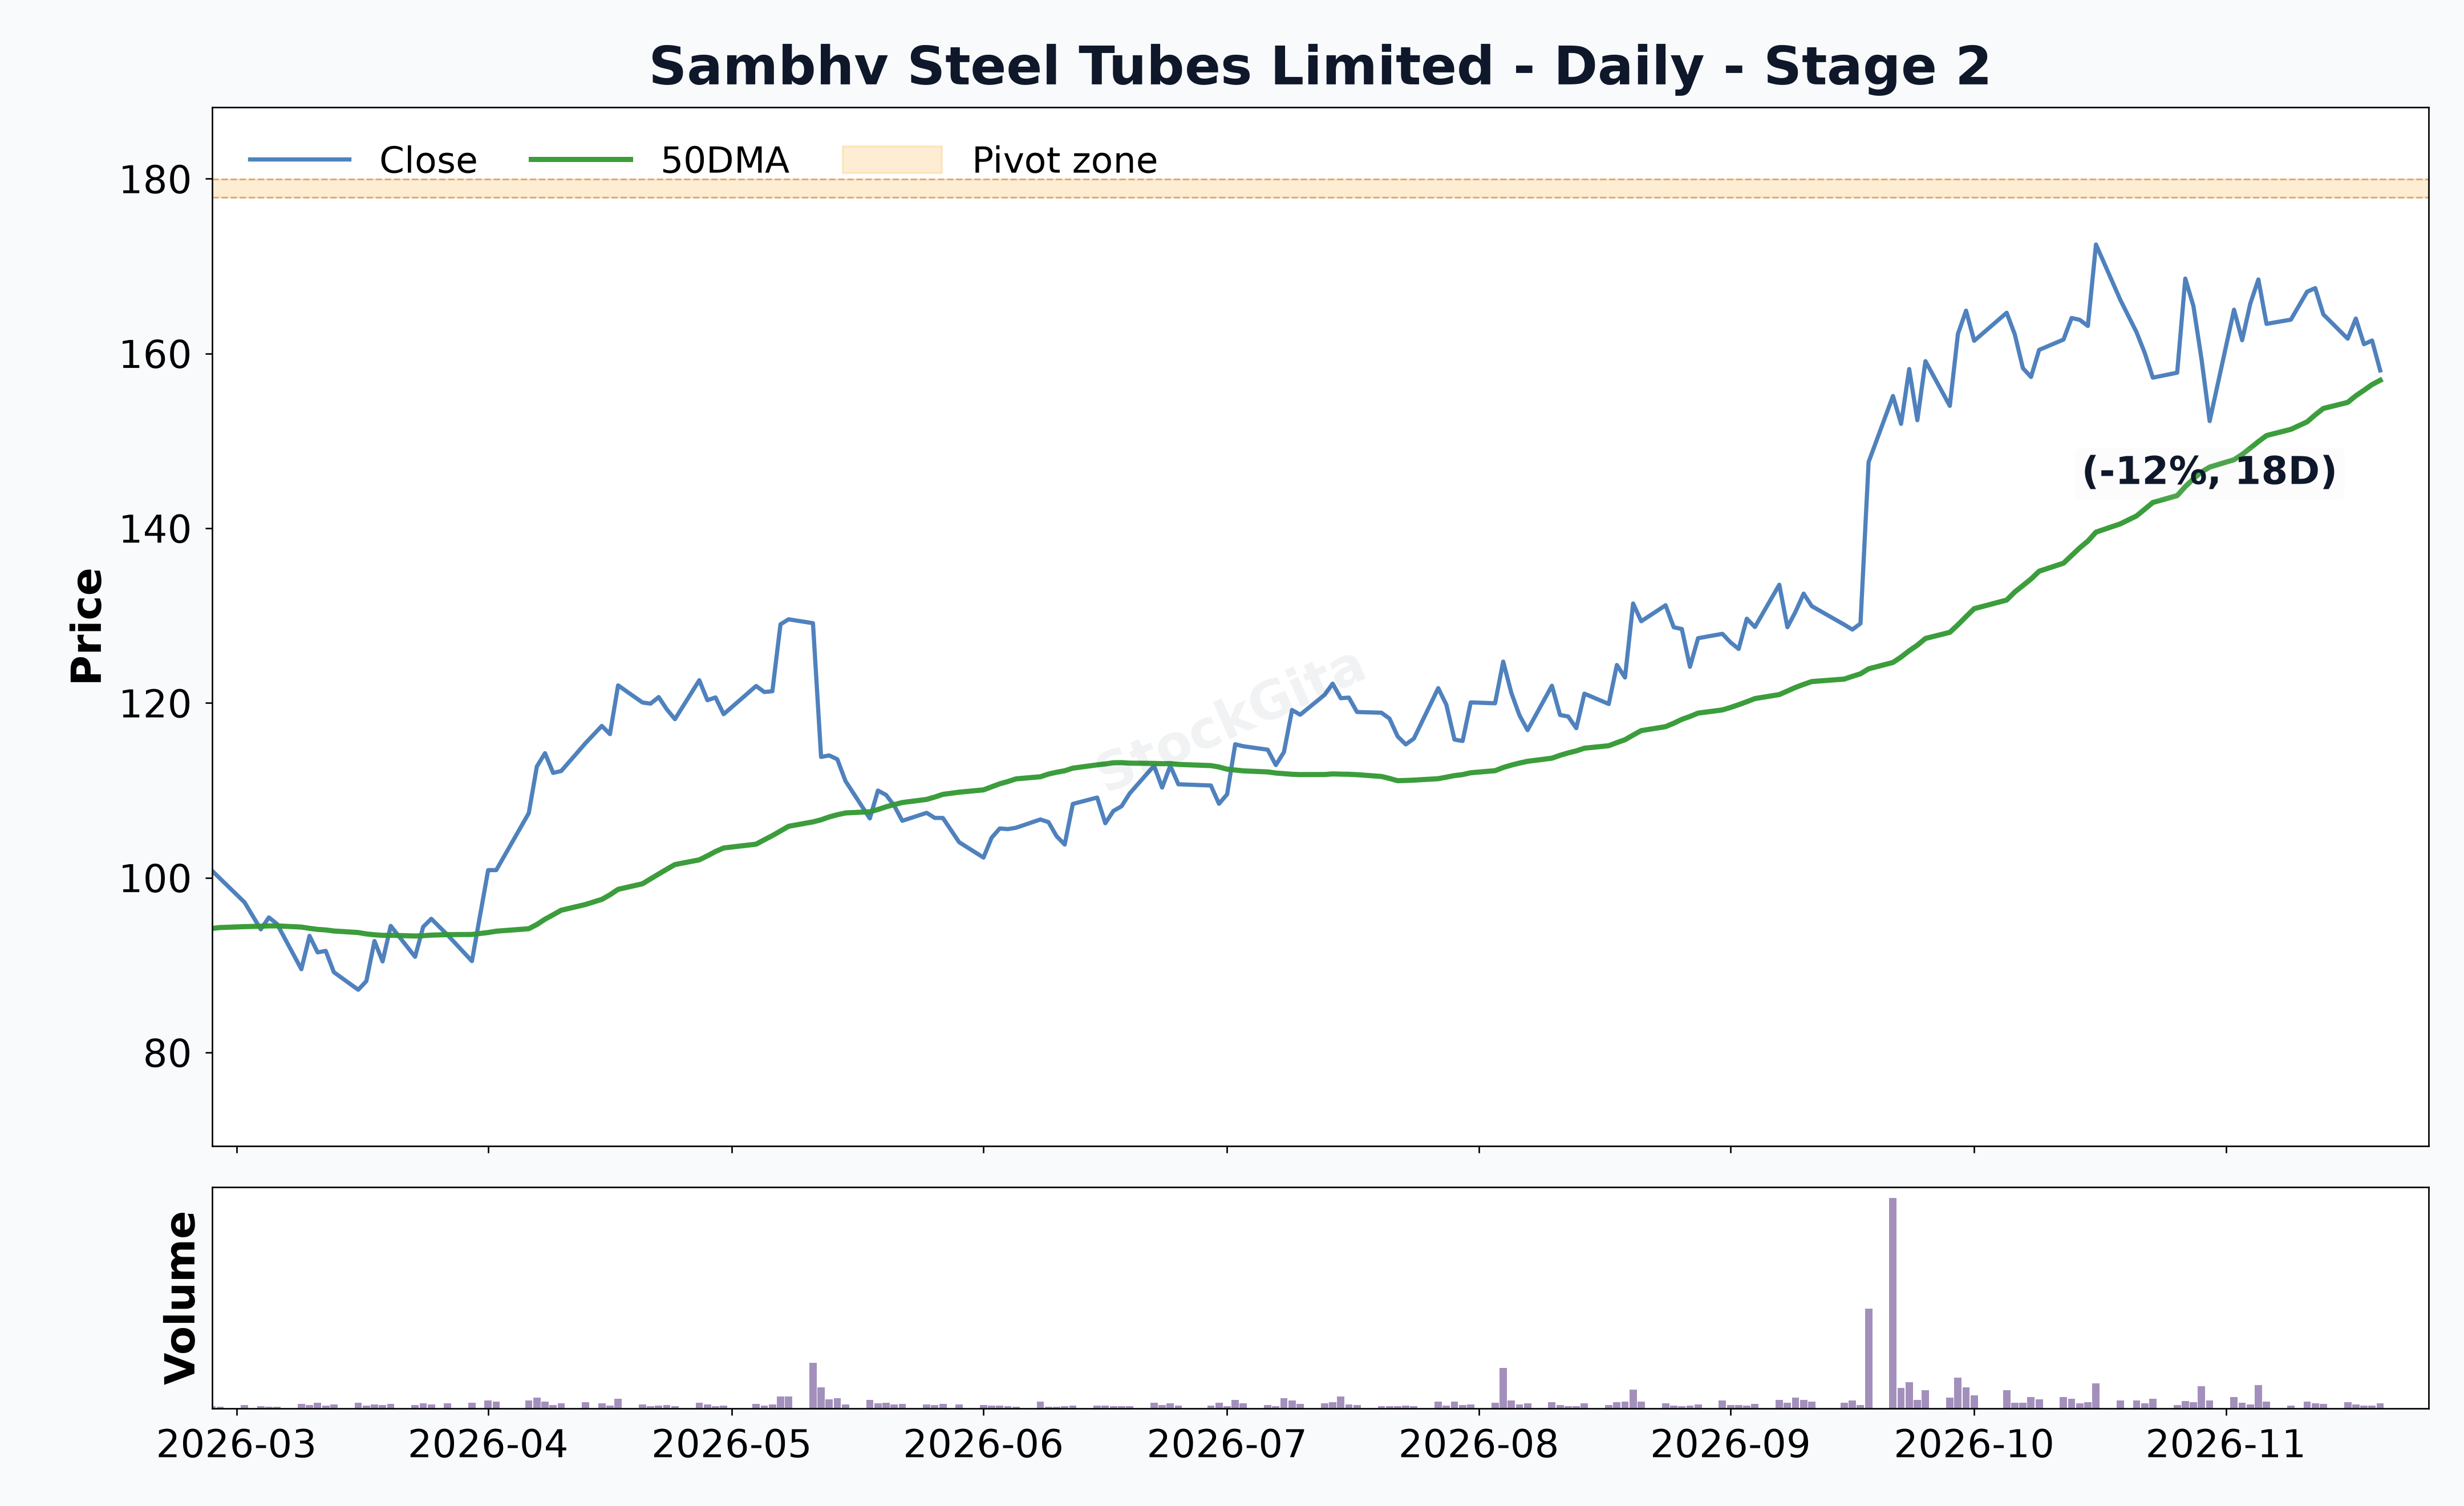 Sambhv Steel Tubes Limited - Daily - Stage 2
Close 50DMA Pivot zone
180
160
140
120
100
80
Price
(-12%, 18D)
StockGita
Volume
2026-03 2026-04 2026-05 2026-06 2026-07 2026-08 2026-09 2026-10 2026-11